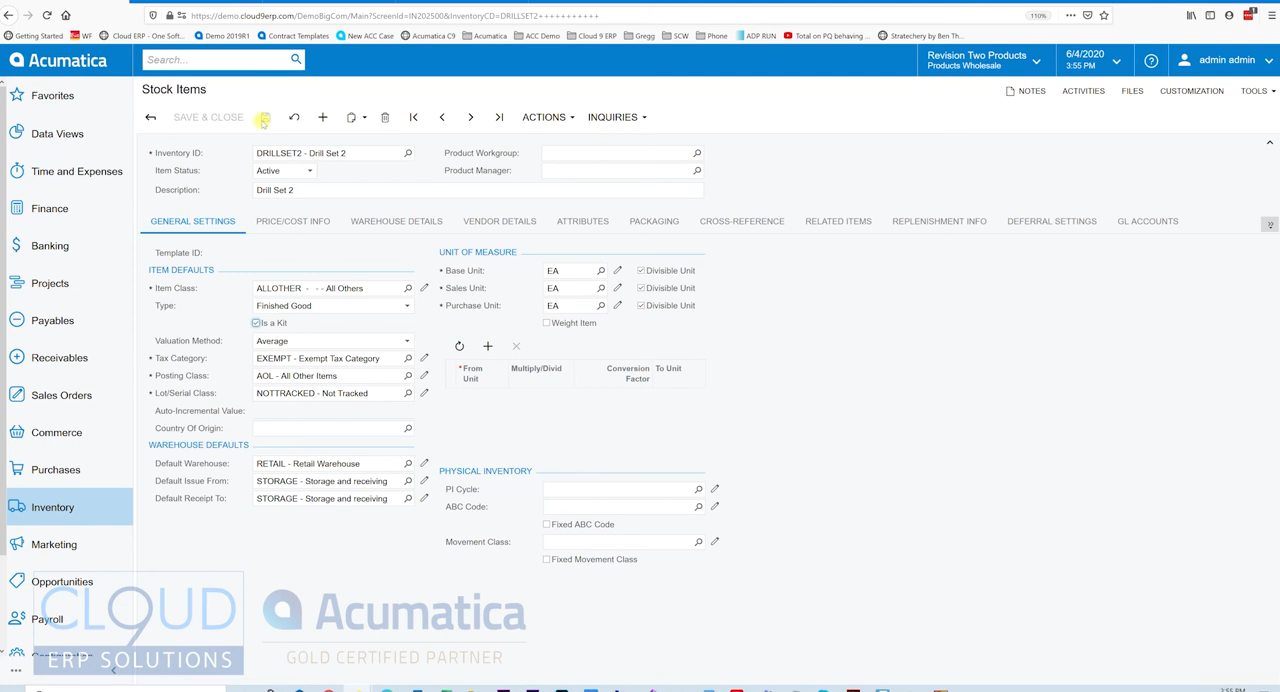 https://demo.cloud9erp.com/DemoBigCom/Main?ScreenId=IN202500&InventoryCD=DRILLSET2+++++++++++
110%
Getting Started WF Cloud ERP - One Soft... Demo 2019R1 Contract Templates New ACC Case Acumatica C9 Acumatica ACC Demo Cloud 9 ERP Gregg SCW Phone ADP RUN Total on PQ behaving ... Stratechery by Ben Th...
Acumatica
Search...
Revision Two Products
Products Wholesale
6/4/2020
3:55 PM
admin admin
Stock Items
NOTES ACTIVITIES FILES CUSTOMIZATION TOOLS
SAVE & CLOSE ACTIONS INQUIRIES
Favorites
Data Views
Time and Expenses
Finance
Banking
Projects
Payables
Receivables
Sales Orders
Commerce
Purchases
Inventory
Marketing
Opportunities
Payroll
* Inventory ID: DRILLSET2 - Drill Set 2 Product Workgroup:
Item Status: Active Product Manager:
Description: Drill Set 2
GENERAL SETTINGS PRICE/COST INFO WAREHOUSE DETAILS VENDOR DETAILS ATTRIBUTES PACKAGING CROSS-REFERENCE RELATED ITEMS REPLENISHMENT INFO DEFERRAL SETTINGS GL ACCOUNTS
Template ID:
ITEM DEFAULTS
* Item Class: ALLOTHER - - - All Others
Type: Finished Good
Is a Kit
Valuation Method: Average
* Tax Category: EXEMPT - Exempt Tax Category
* Posting Class: AOL - All Other Items
* Lot/Serial Class: NOTTRACKED - Not Tracked
Auto-Incremental Value:
Country Of Origin:
WAREHOUSE DEFAULTS
Default Warehouse: RETAIL - Retail Warehouse
Default Issue From: STORAGE - Storage and receiving
Default Receipt To: STORAGE - Storage and receiving
UNIT OF MEASURE
* Base Unit: EA Divisible Unit
* Sales Unit: EA Divisible Unit
* Purchase Unit: EA Divisible Unit
Weight Item
* From Unit Multiply/Divid Conversion Factor To Unit
PHYSICAL INVENTORY
PI Cycle:
ABC Code:
Fixed ABC Code
Movement Class:
Fixed Movement Class
CLOUD 9
ERP SOLUTIONS
Acumatica
GOLD CERTIFIED PARTNER
3:55 PM